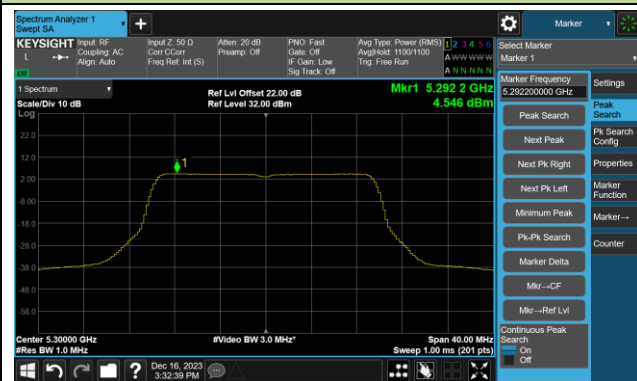 Spectrum Analyzer 1
Swept SA
Marker
KEYSIGHT
L
Input: RF
Coupling: AC
Align: Auto
Input Z: 50 Ω
Corr CCorr
Freq Ref: Int (S)
Atten: 20 dB
Preamp: Off
PNO: Fast
Gate: Off
IF Gain: Low
Sig Track: Off
Avg Type: Power (RMS)
Avg|Hold: 1100/1100
Trig: Free Run
1 2 3 4 5 6
A W W W W W
A N N N N N
Select Marker
Marker 1
1 Spectrum
Scale/Div 10 dB
Log
Ref Lvl Offset 22.00 dB
Ref Level 32.00 dBm
Mkr1 5.292 2 GHz
4.546 dBm
22.0
12.0
2.00
-8.00
-18.0
-28.0
-38.0
-48.0
-58.0
1
Center 5.30000 GHz
#Res BW 1.0 MHz
#Video BW 3.0 MHz*
Span 40.00 MHz
Sweep 1.00 ms (201 pts)
Marker Frequency
5.292200000 GHz
Peak Search
Next Peak
Next Pk Right
Next Pk Left
Minimum Peak
Pk-Pk Search
Marker Delta
Mkr→CF
Mkr→Ref Lvl
Continuous Peak
Search
On
Off
Settings
Peak
Search
Pk Search
Config
Properties
Marker
Function
Marker→
Counter
?
Dec 16, 2023
3:32:39 PM